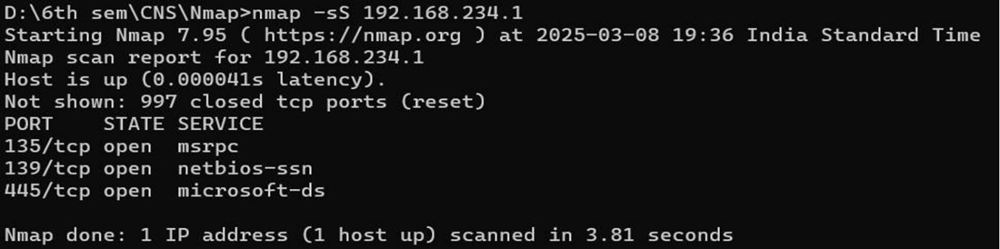 D:\6th sem\CNS\Nmap>nmap -sS 192.168.234.1
Starting Nmap 7.95 ( https://nmap.org ) at 2025-03-08 19:36 India Standard Time
Nmap scan report for 192.168.234.1
Host is up (0.000041s latency).
Not shown: 997 closed tcp ports (reset)
PORT    STATE SERVICE
135/tcp open  msrpc
139/tcp open  netbios-ssn
445/tcp open  microsoft-ds
Nmap done: 1 IP address (1 host up) scanned in 3.81 seconds